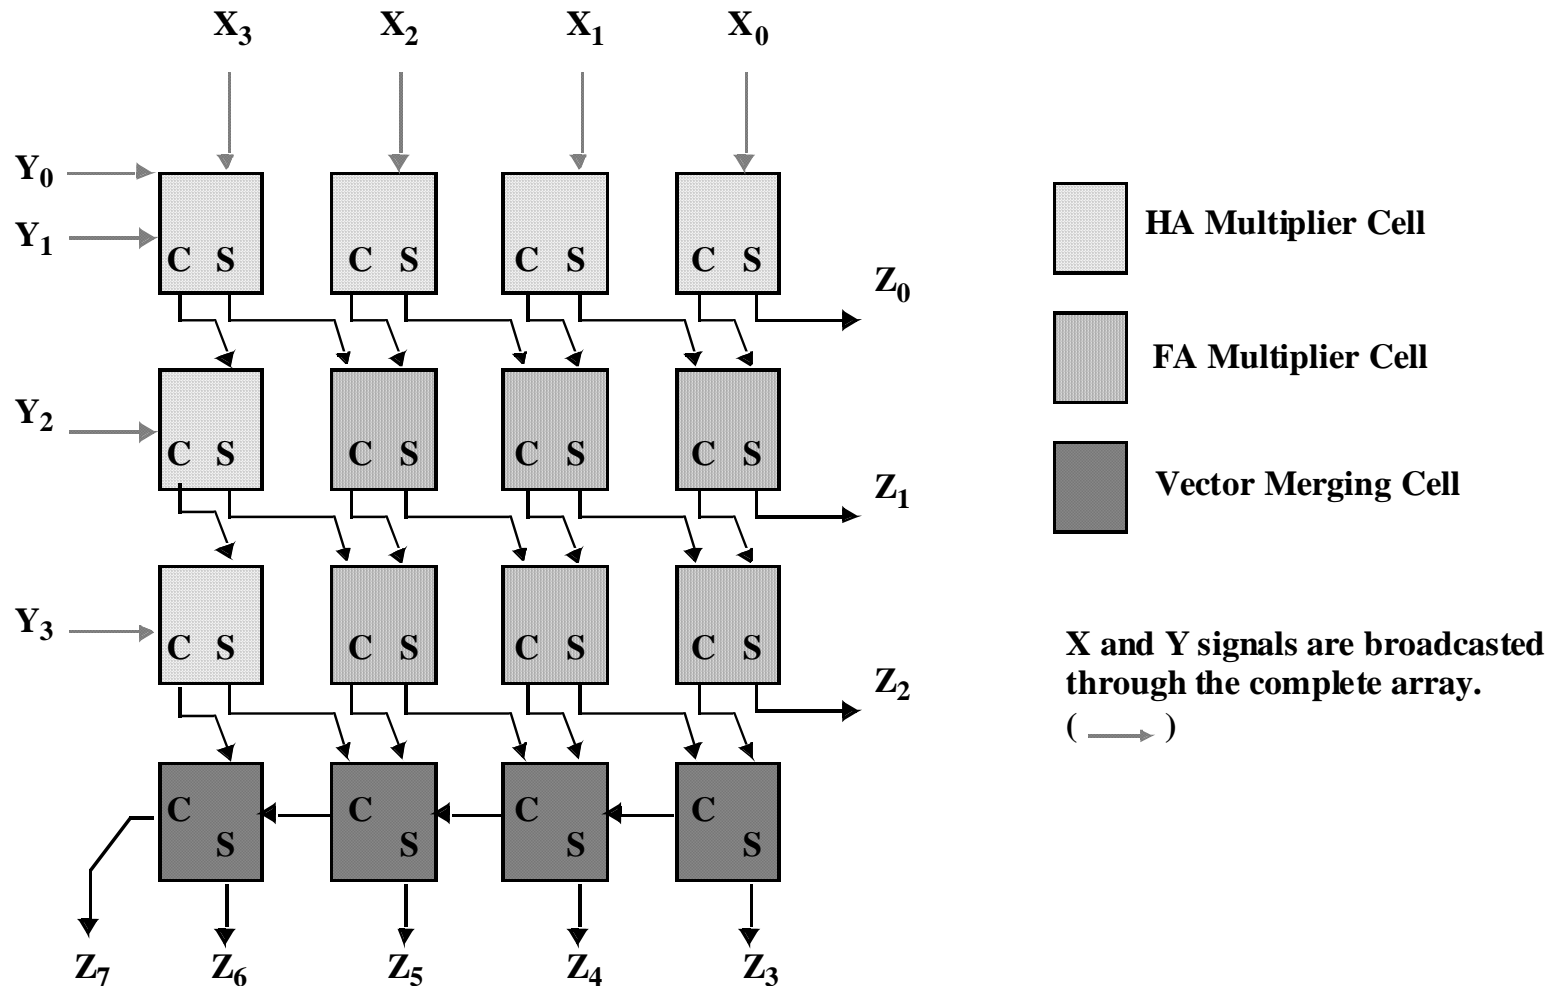 X₃ X₂ X₁ X₀
Y₀
Y₁
C S C S C S C S
Z₀
Y₂
C S C S C S C S
Z₁
Y₃
C S C S C S C S
Z₂
C S C S C S C S
Z₇ Z₆ Z₅ Z₄ Z₃
HA Multiplier Cell
FA Multiplier Cell
Vector Merging Cell
X and Y signals are broadcasted
through the complete array.
( )